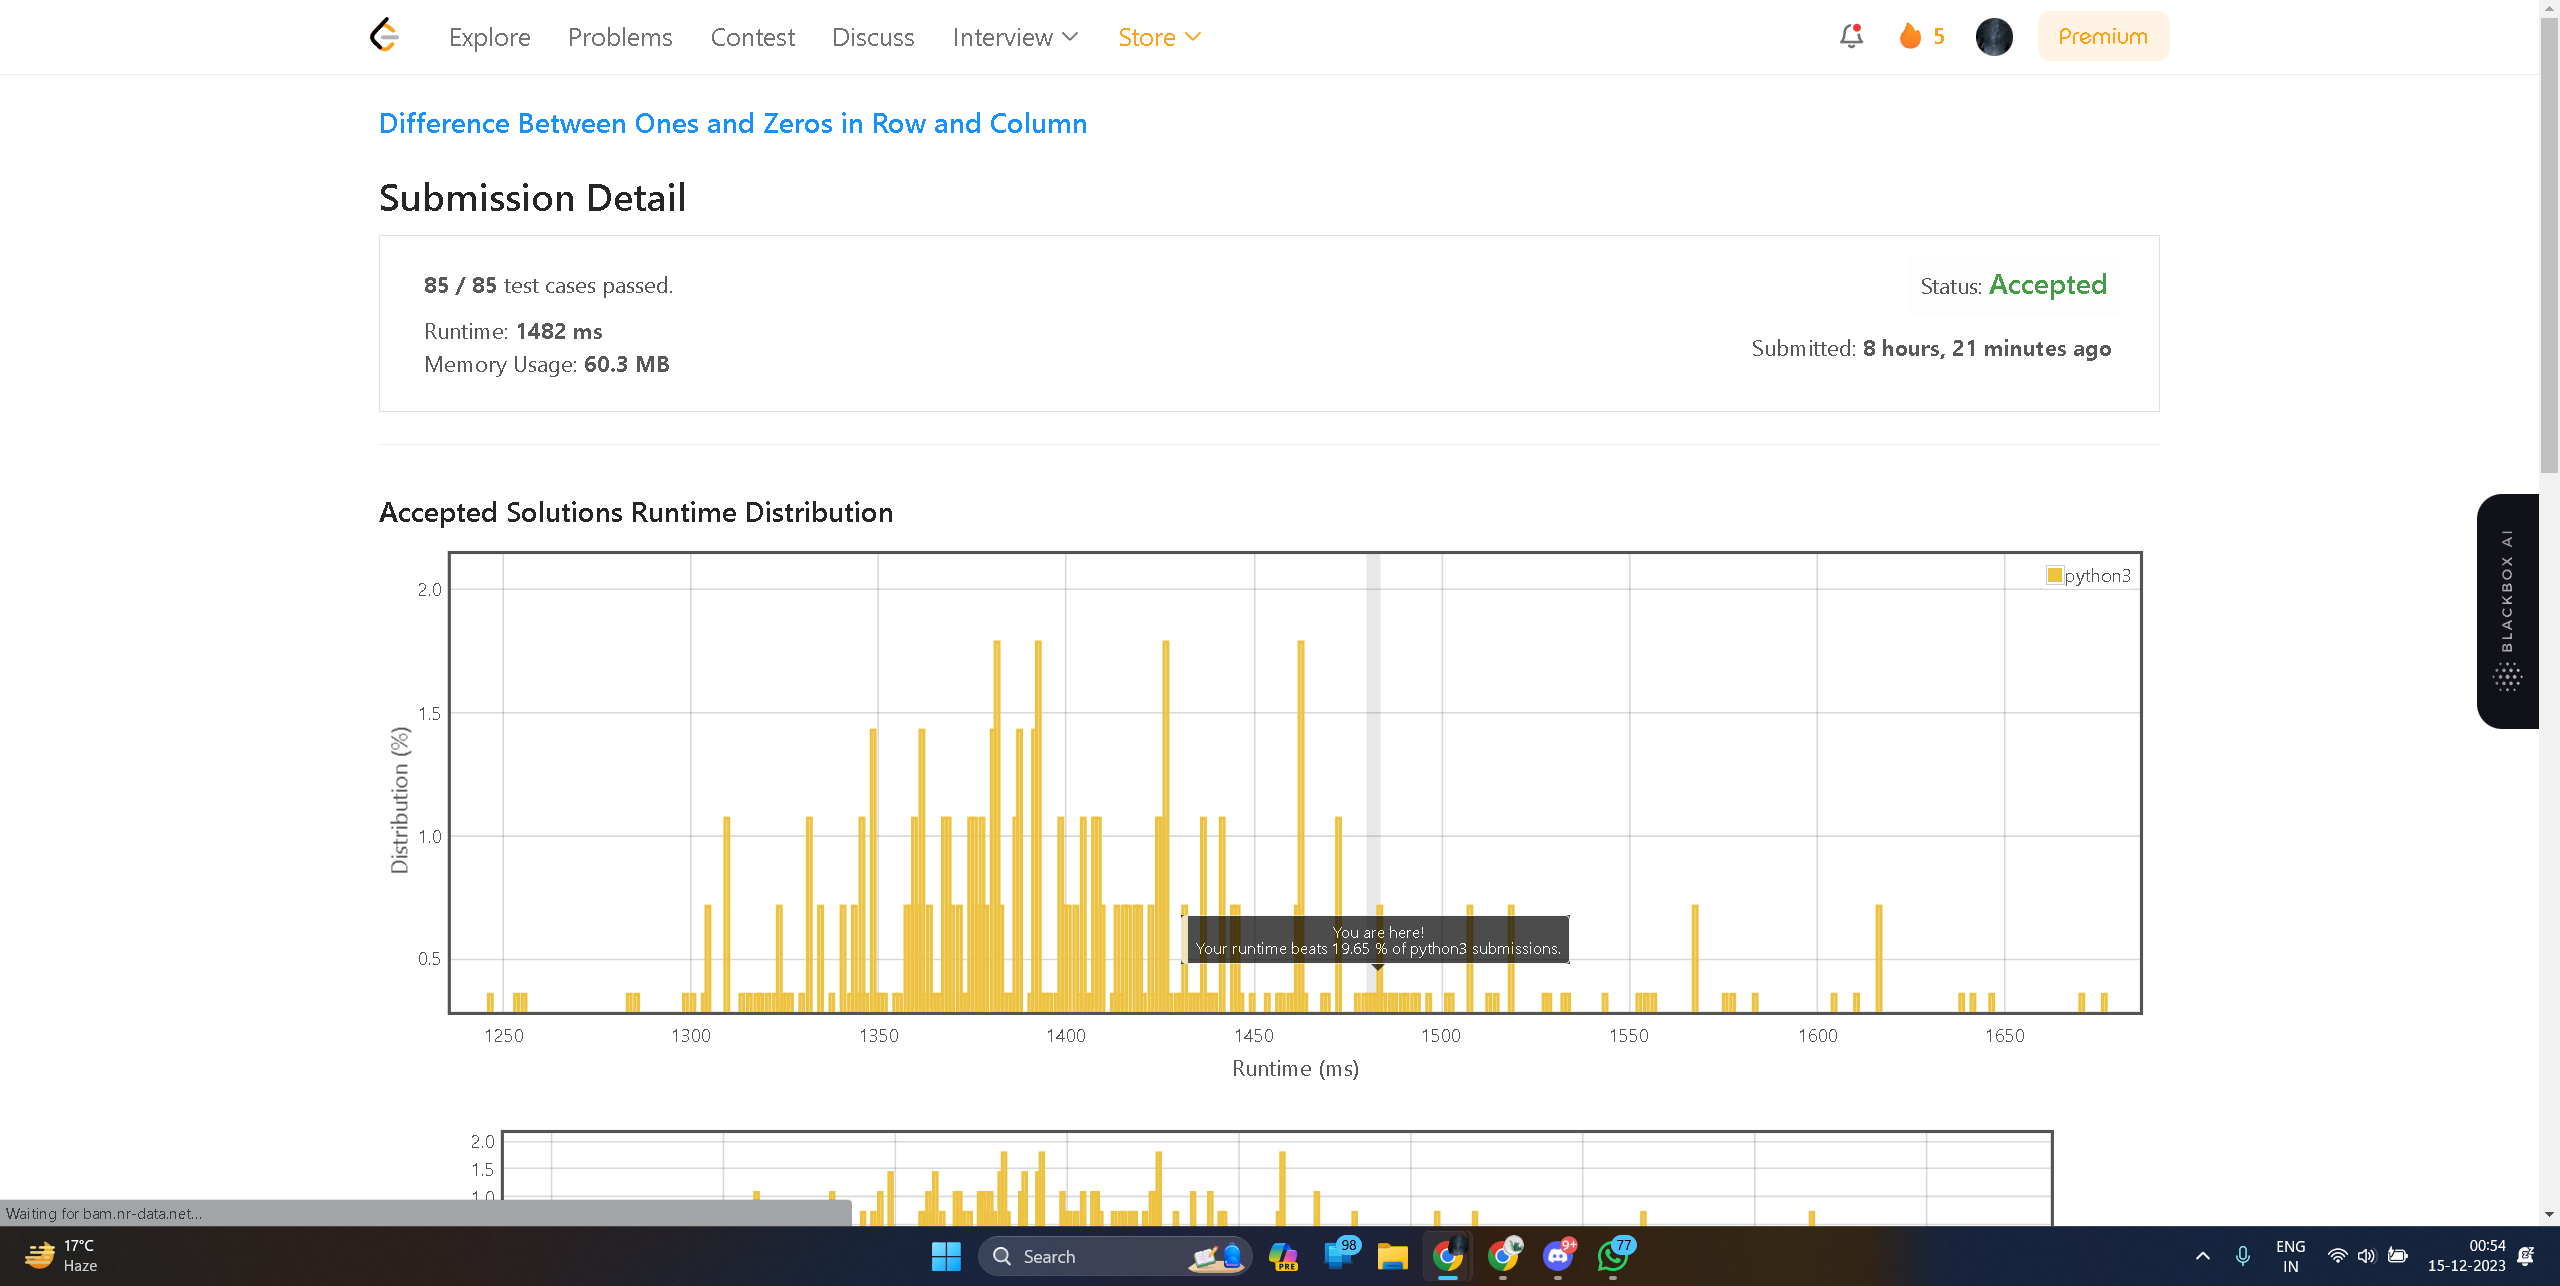 Explore Problems Contest Discuss Interview Store 5 Premium
Difference Between Ones and Zeros in Row and Column
Submission Detail
85 / 85 test cases passed.
Status: Accepted
Runtime: 1482 ms
Submitted: 8 hours, 21 minutes ago
Memory Usage: 60.3 MB
Accepted Solutions Runtime Distribution
python3
2.0
1.5
1.0
0.5
Distribution (%)
You are here!
Your runtime beats 19.65 % of python3 submissions.
1250 1300 1350 1400 1450 1500 1550 1600 1650
Runtime (ms)
BLACKBOX AI
2.0
1.5
1.0
Waiting for bam.nr-data.net...
17°C
Haze
Search
PRE
98
9+
77
ENG
IN
00:54
15-12-2023